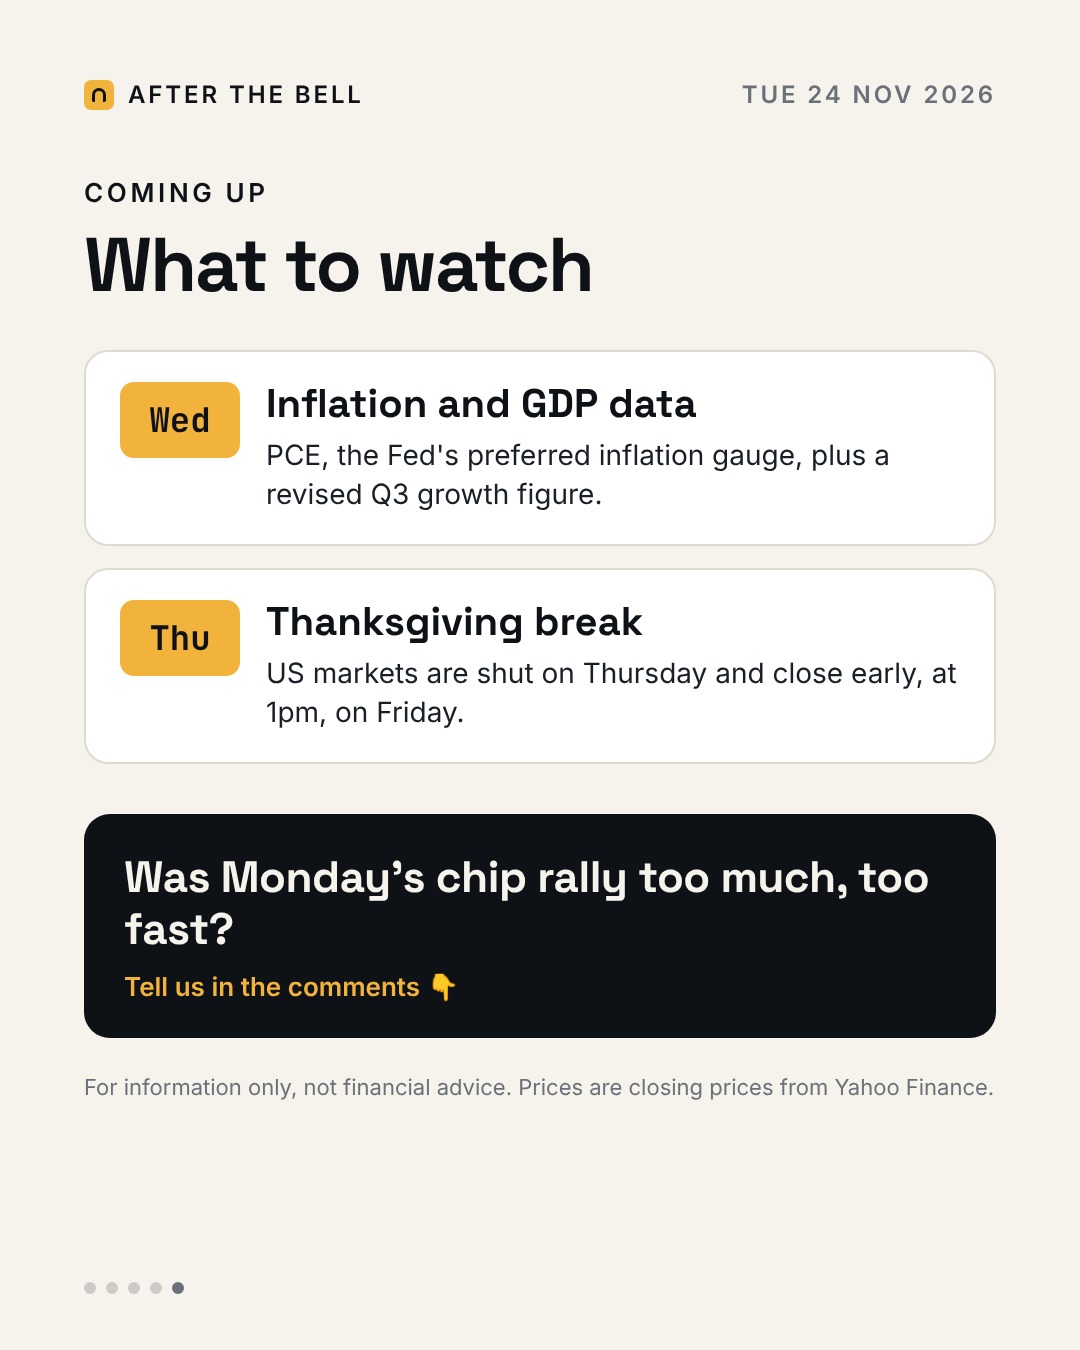 AFTER THE BELL
TUE 24 NOV 2026
COMING UP
What to watch
Wed
Inflation and GDP data
PCE, the Fed's preferred inflation gauge, plus a
revised Q3 growth figure.
Thu
Thanksgiving break
US markets are shut on Thursday and close early, at
1pm, on Friday.
Was Monday’s chip rally too much, too
fast?
Tell us in the comments 👇
For information only, not financial advice. Prices are closing prices from Yahoo Finance.